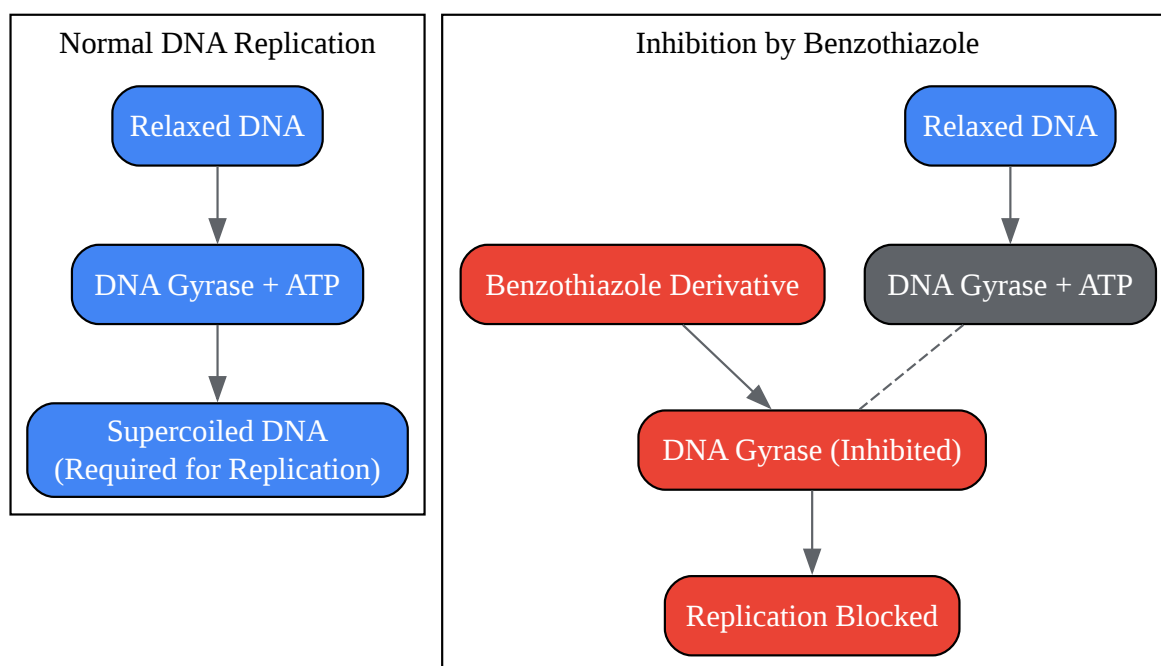 Normal DNA Replication
Relaxed DNA
DNA Gyrase + ATP
Supercoiled DNA
(Required for Replication)
Inhibition by Benzothiazole
Relaxed DNA
Benzothiazole Derivative
DNA Gyrase + ATP
DNA Gyrase (Inhibited)
Replication Blocked